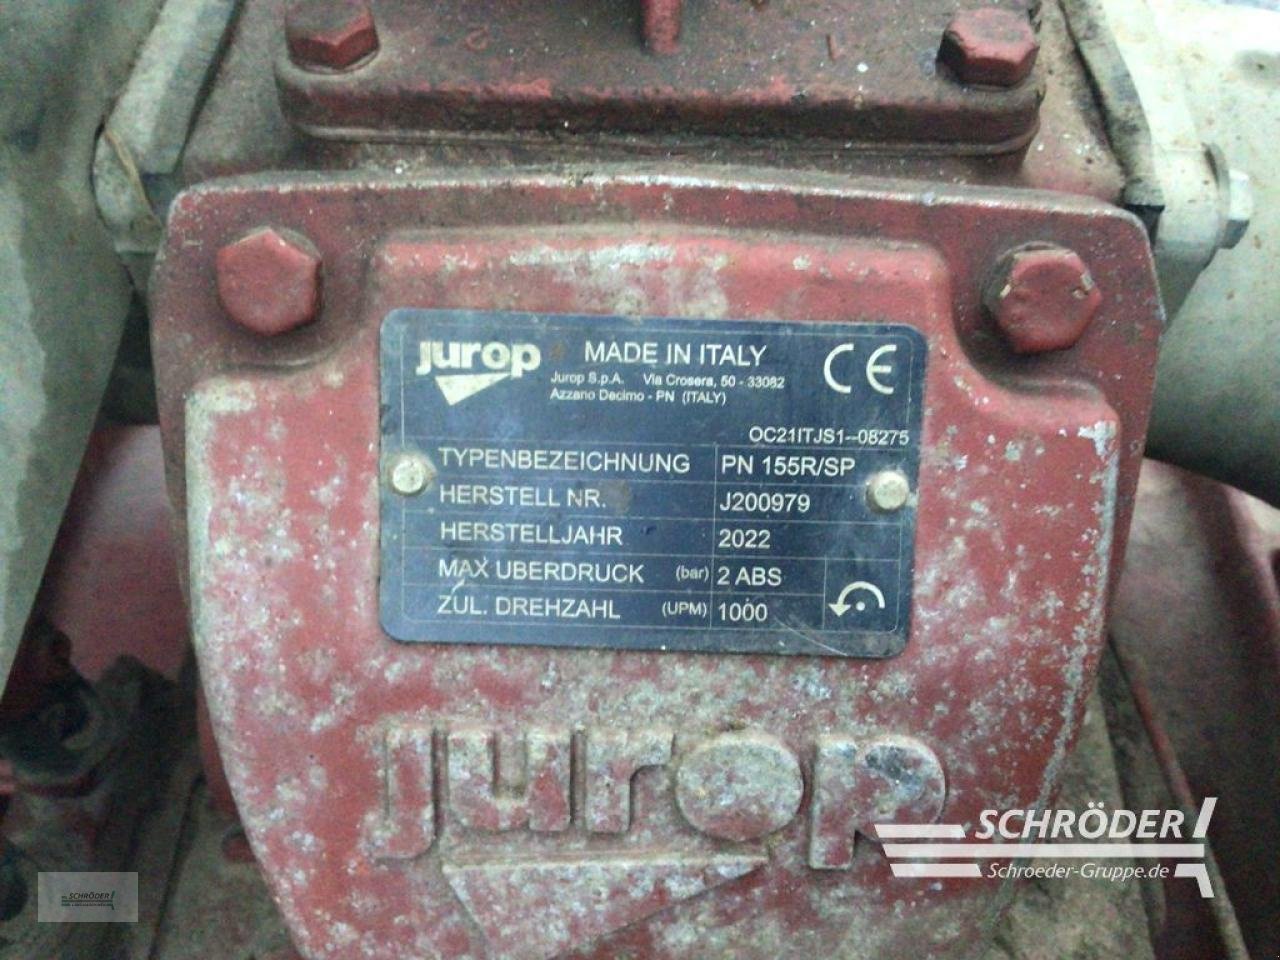 jurop
MADE IN ITALY
CE
Jurop S.p.A. Via Crosera, 50 - 33082
Azzano Decimo - PN (ITALY)
OC21ITJS1--08275
TYPENBEZEICHNUNG PN 155R/SP
HERSTELL NR. J200979
HERSTELLJAHR 2022
MAX UBERDRUCK (bar) 2 ABS
ZUL. DREHZAHL (UPM) 1000
jurop
SCHRÖDER
Schroeder-Gruppe.de
SCHRÖDER